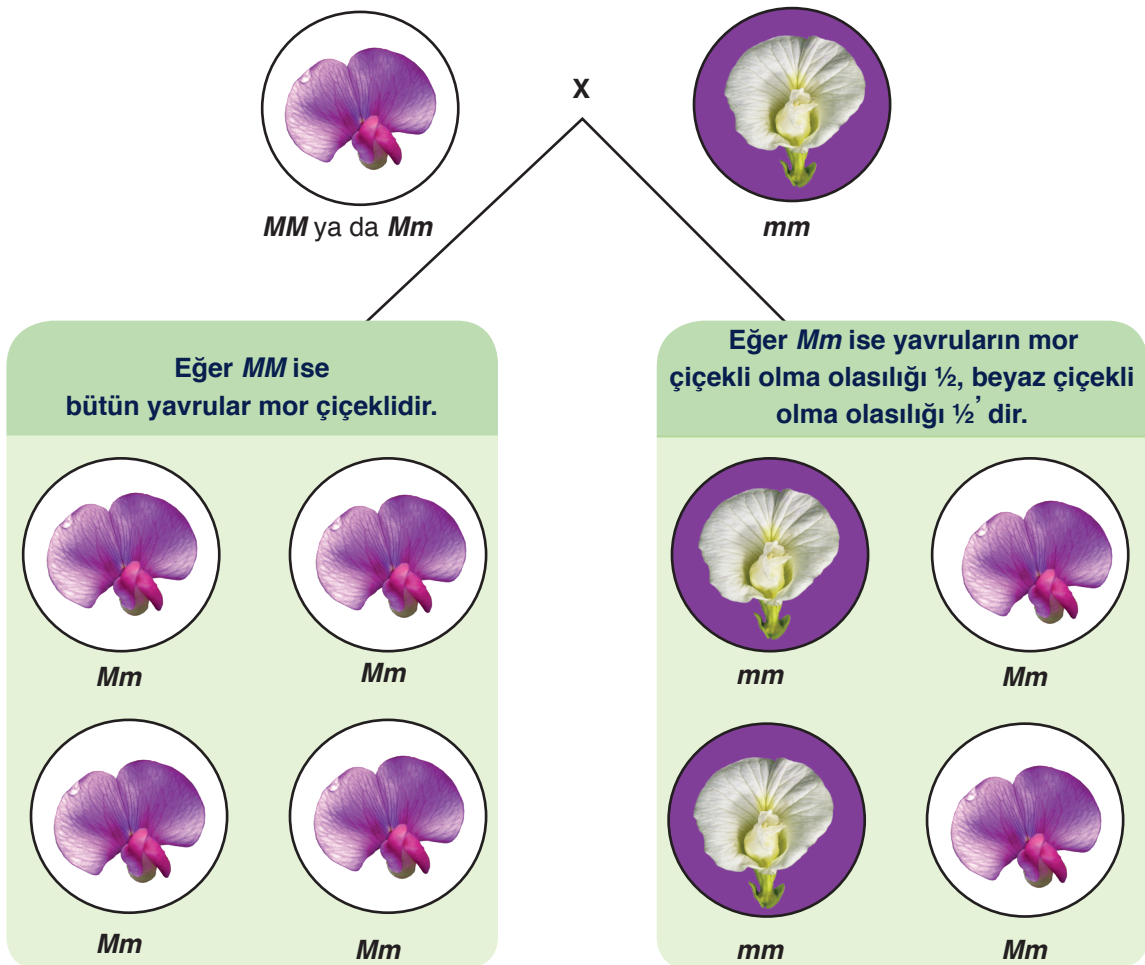 X
MM ya da Mm
mm
Eğer MM ise
bütün yavrular mor çiçeklidir.
Mm
Mm
Mm
Mm
Eğer Mm ise yavruların mor
çiçekli olma olasılığı ½, beyaz çiçekli
olma olasılığı ½’ dir.
mm
Mm
mm
Mm